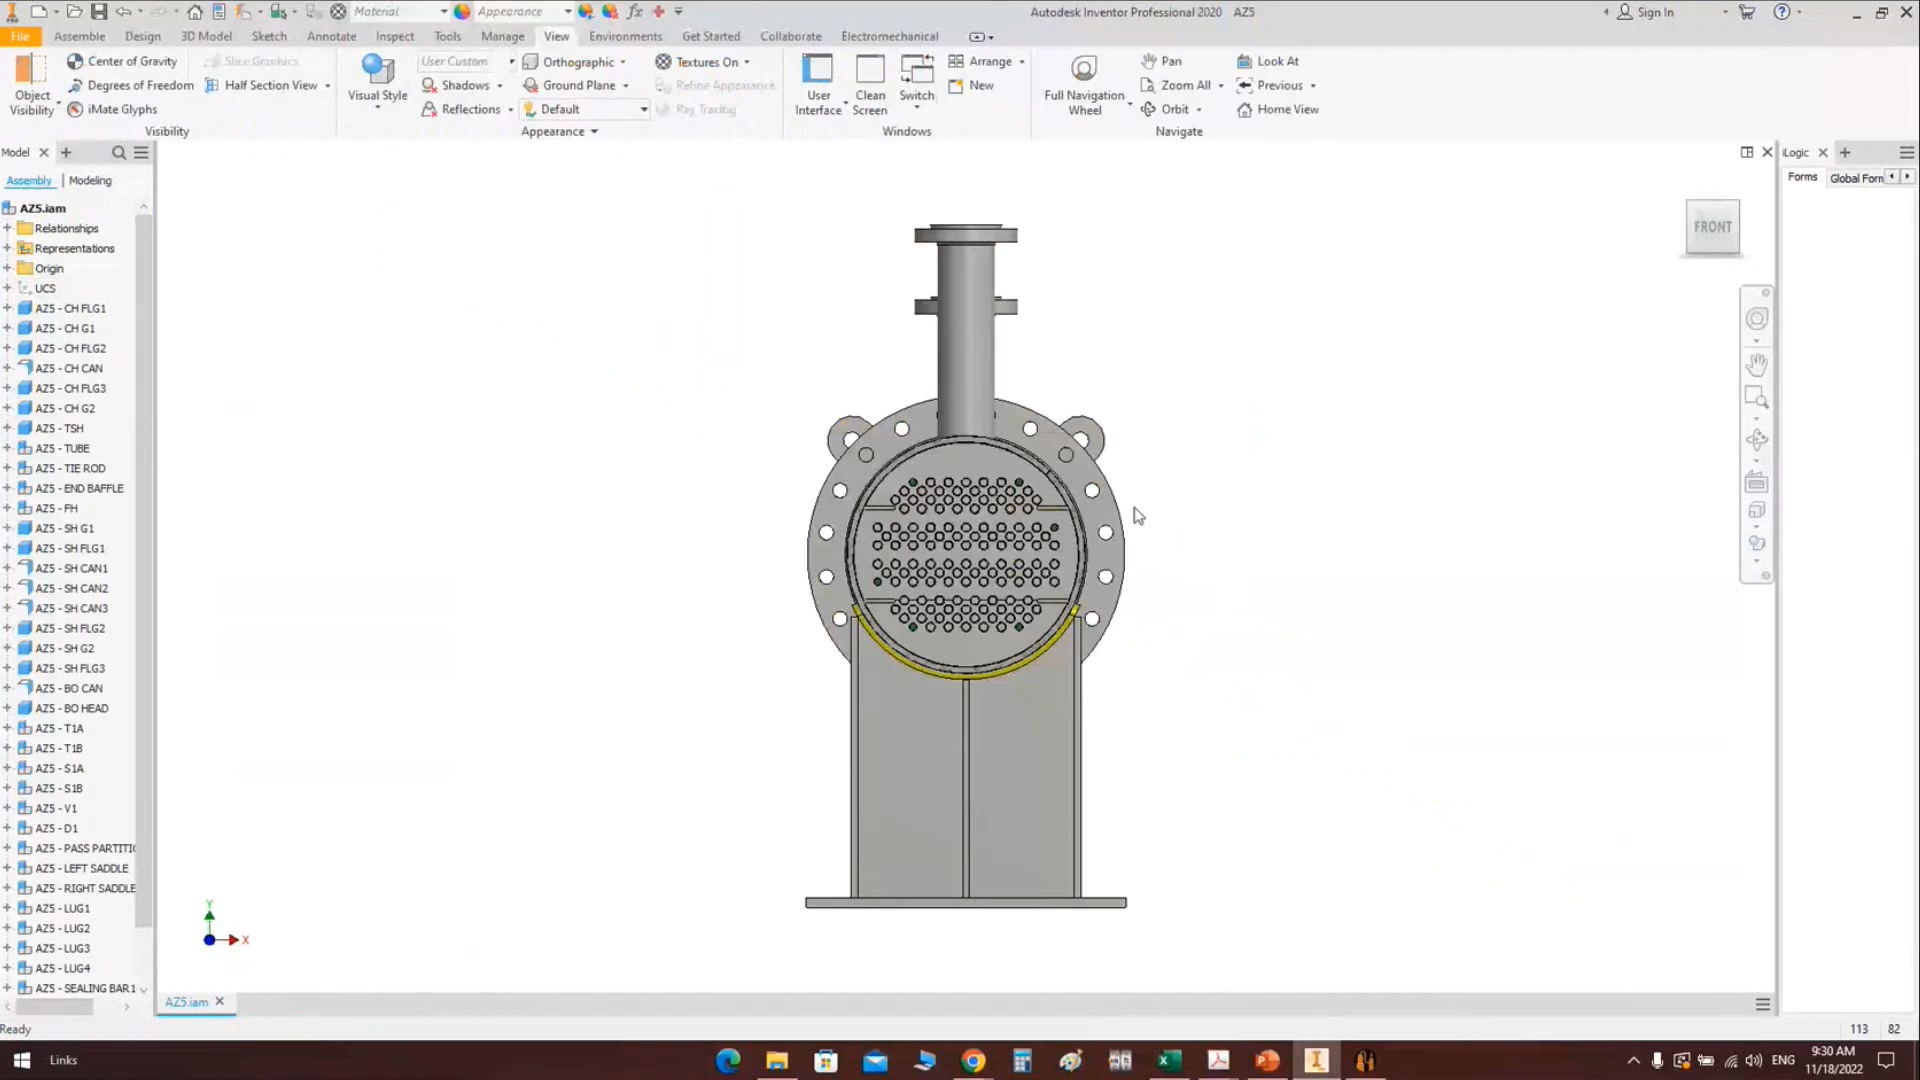 PRO
Material
Appearance
fx
Autodesk Inventor Professional 2020 AZ5
Sign In
File Assemble Design 3D Model Sketch Annotate Inspect Tools Manage View Environments Get Started Collaborate Electromechanical
Object Visibility
Center of Gravity
Degrees of Freedom
iMate Glyphs
Slice Graphics
Half Section View
Visibility
Visual Style
User Custom
Shadows
Reflections
Orthographic
Ground Plane
Default
Textures On
Refine Appearance
Ray Tracing
Appearance
User Interface
Clean Screen
Switch
Arrange
New
Windows
Full Navigation Wheel
Pan
Zoom All
Orbit
Look At
Previous
Home View
Navigate
Model
Assembly | Modeling
AZ5.iam
Relationships
Representations
Origin
UCS
AZ5 - CH FLG1
AZ5 - CH G1
AZ5 - CH FLG2
AZ5 - CH CAN
AZ5 - CH FLG3
AZ5 - CH G2
AZ5 - TSH
AZ5 - TUBE
AZ5 - TIE ROD
AZ5 - END BAFFLE
AZ5 - FH
AZ5 - SH G1
AZ5 - SH FLG1
AZ5 - SH CAN1
AZ5 - SH CAN2
AZ5 - SH CAN3
AZ5 - SH FLG2
AZ5 - SH G2
AZ5 - SH FLG3
AZ5 - BO CAN
AZ5 - BO HEAD
AZ5 - T1A
AZ5 - T1B
AZ5 - S1A
AZ5 - S1B
AZ5 - V1
AZ5 - D1
AZ5 - PASS PARTITIO
AZ5 - LEFT SADDLE
AZ5 - RIGHT SADDLE
AZ5 - LUG1
AZ5 - LUG2
AZ5 - LUG3
AZ5 - LUG4
AZ5 - SEALING BAR1
FRONT
Y
X
iLogic
Forms Global Forn
AZ5.iam
Ready
113 82
Links
ENG
9:30 AM
11/18/2022